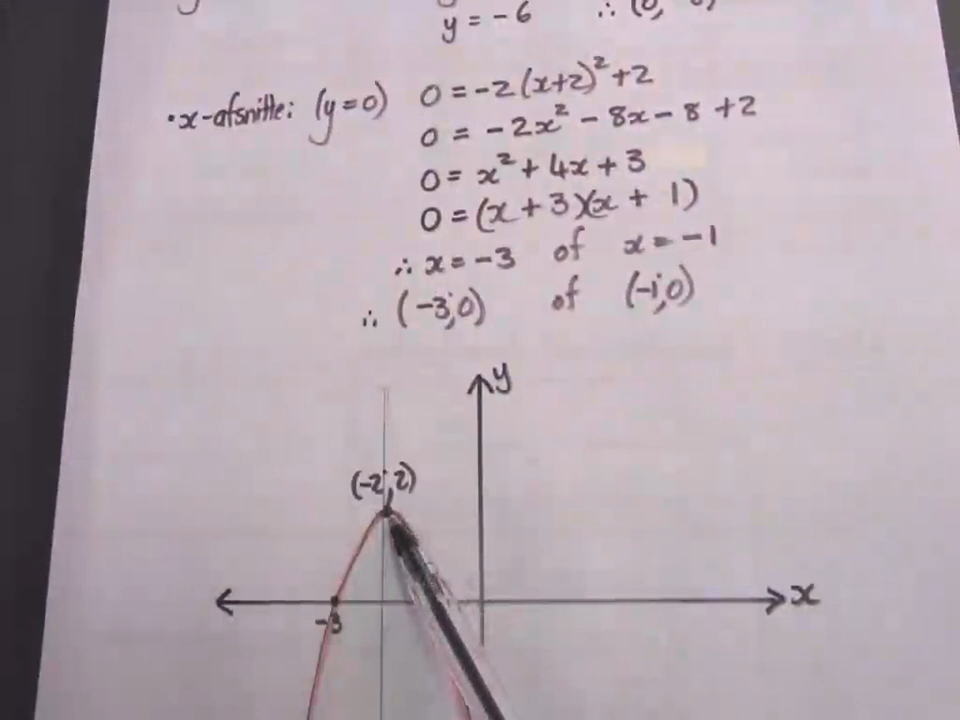 y = -6 ∴ (0,
•x-afsnitte: (y=0) 0 = -2(x+2)²+2
0 = -2x² - 8x - 8 + 2
0 = x² + 4x + 3
0 = (x + 3)(x + 1)
∴ x = -3 of x = -1
∴ (-3;0) of (-1;0)
y
(-2;2)
x
-3